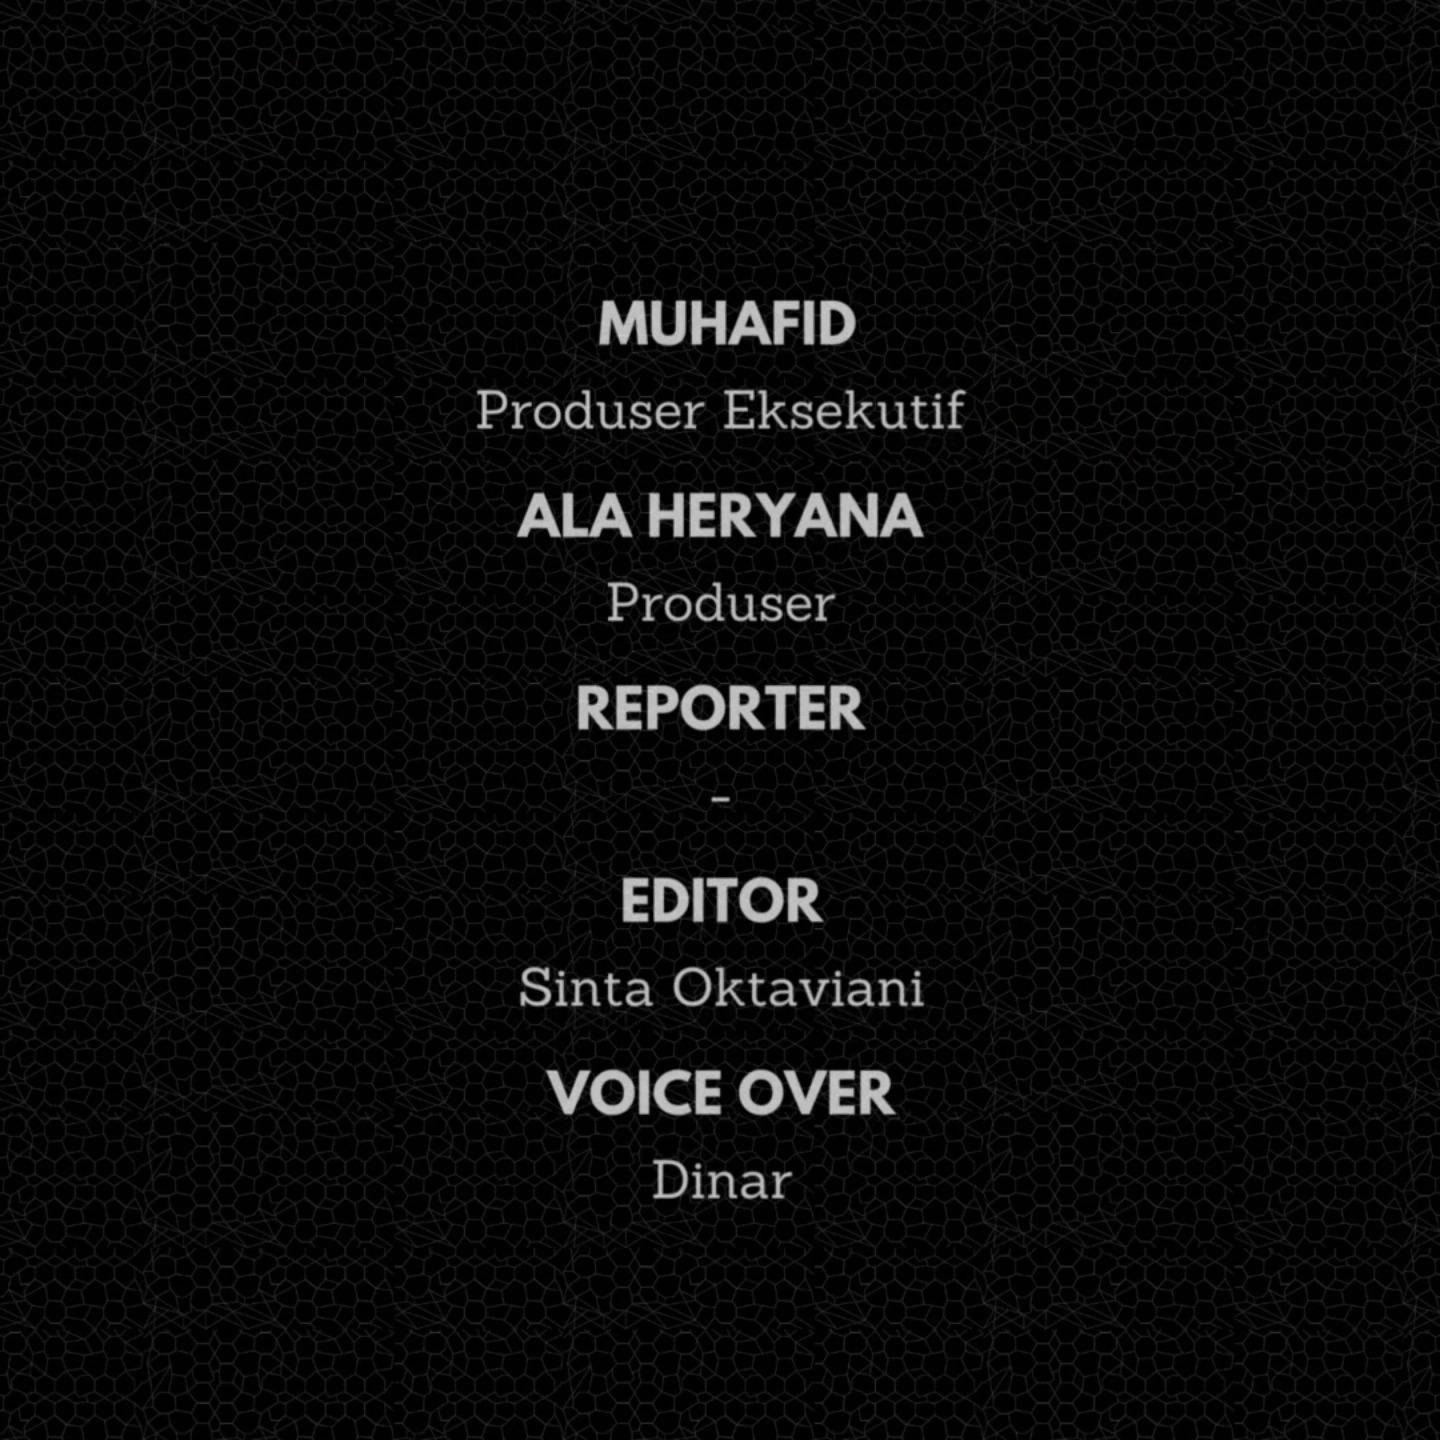 MUHAFID
Produser Eksekutif
ALA HERYANA
Produser
REPORTER
-
EDITOR
Sinta Oktaviani
VOICE OVER
Dinar